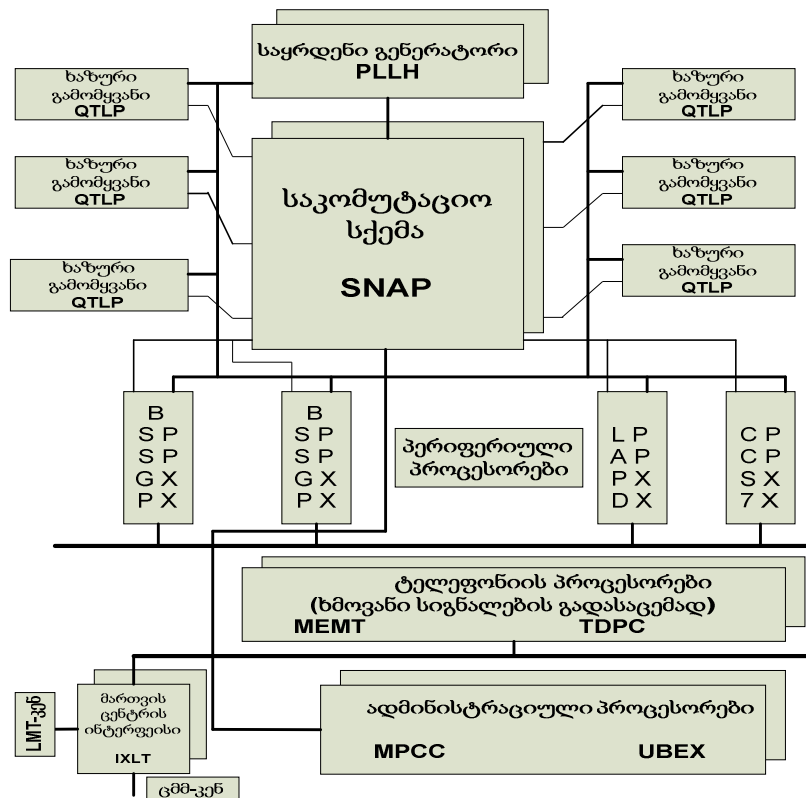 საყრდენი გენერატორი
PLLH
ხაზური
გამომყვანი
QTLP
ხაზური
გამომყვანი
QTLP
ხაზური
გამომყვანი
QTLP
საკომუტაციო
სქემა
SNAP
ხაზური
გამომყვანი
QTLP
ხაზური
გამომყვანი
QTLP
ხაზური
გამომყვანი
QTLP
B
S P
S P
G X
P X
B
S P
S P
G X
P X
პერიფერიული
პროცესორები
L P
A P
P X
D X
C P
C P
S X
7 X
ტელეფონიის პროცესორები
(ხმოვანი სიგნალების გადასაცემად)
MEMT TDPC
LMT-კენ
მართვის
ცენტრის
ინტერფეისი
IXLT
ადმინისტრაციული პროცესორები
MPCC UBEX
ცმმ-კენ